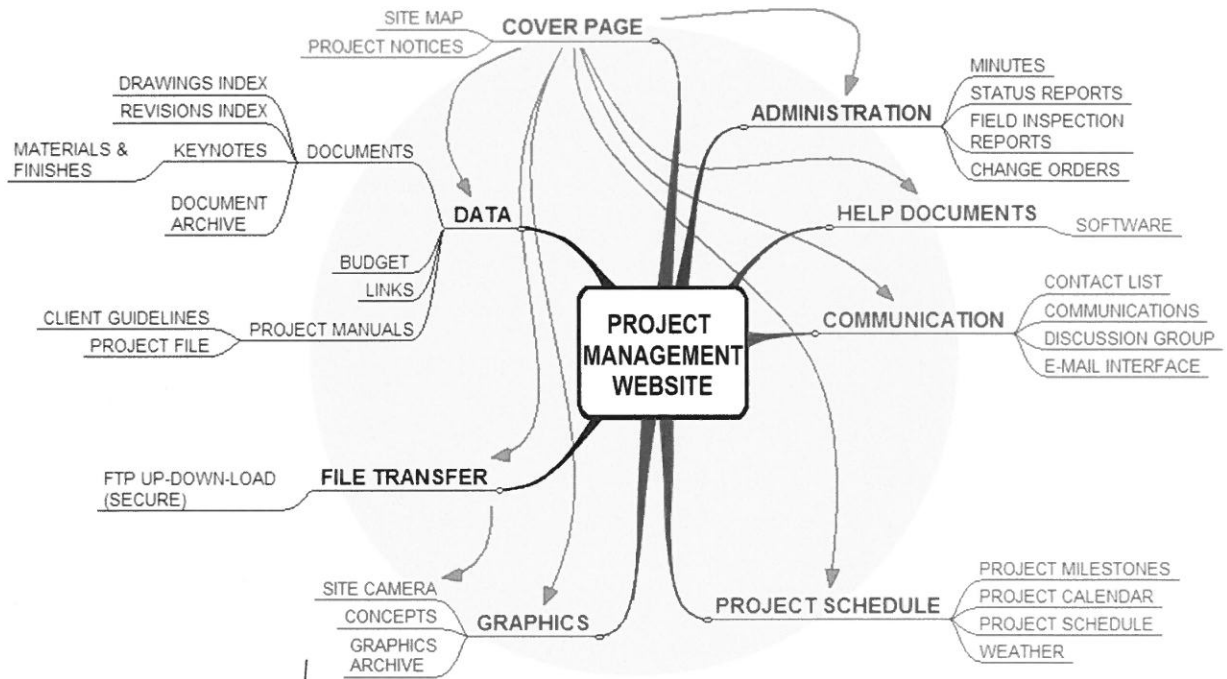 SITE MAP
PROJECT NOTICES
COVER PAGE
DRAWINGS INDEX
REVISIONS INDEX
MATERIALS &
FINISHES
KEYNOTES
DOCUMENTS
DOCUMENT
ARCHIVE
DATA
BUDGET
LINKS
CLIENT GUIDELINES
PROJECT FILE
PROJECT MANUALS
ADMINISTRATION
MINUTES
STATUS REPORTS
FIELD INSPECTION
REPORTS
CHANGE ORDERS
HELP DOCUMENTS
SOFTWARE
COMMUNICATION
CONTACT LIST
COMMUNICATIONS
DISCUSSION GROUP
E-MAIL INTERFACE
PROJECT
MANAGEMENT
WEBSITE
FTP UP-DOWN-LOAD
(SECURE)
FILE TRANSFER
SITE CAMERA
CONCEPTS
GRAPHICS
ARCHIVE
GRAPHICS
PROJECT SCHEDULE
PROJECT MILESTONES
PROJECT CALENDAR
PROJECT SCHEDULE
WEATHER